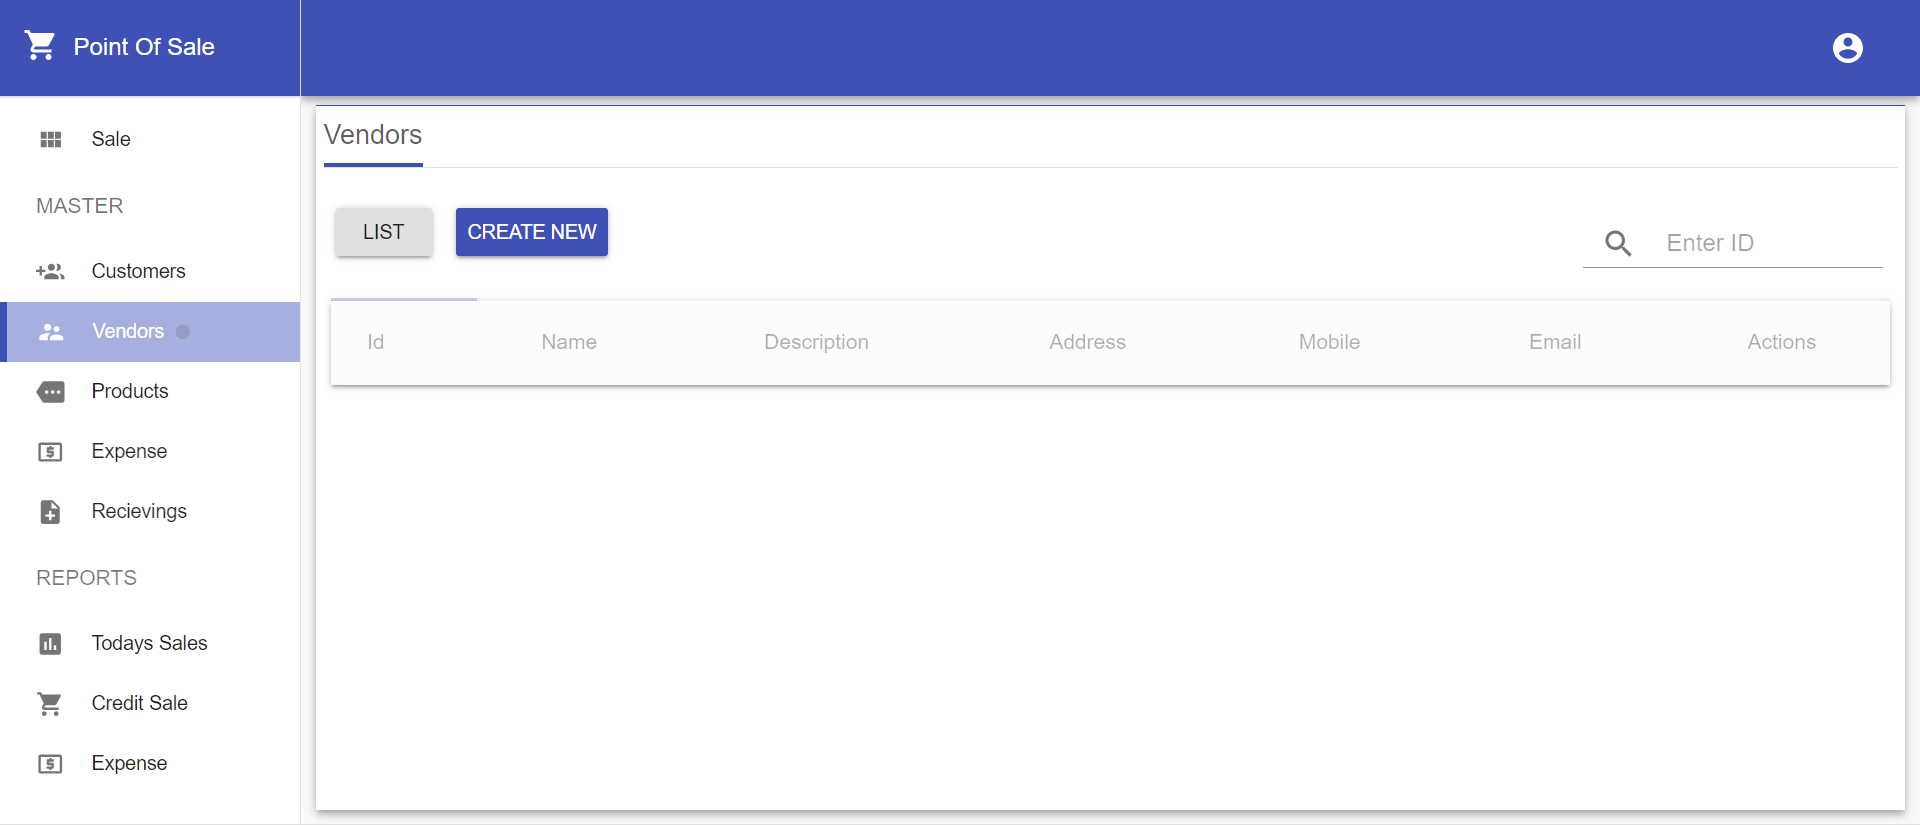 Point Of Sale
Sale
MASTER
Customers
Vendors
Products
Expense
Recievings
REPORTS
Todays Sales
Credit Sale
Expense
Vendors
LIST CREATE NEW
Enter ID
Id Name Description Address Mobile Email Actions